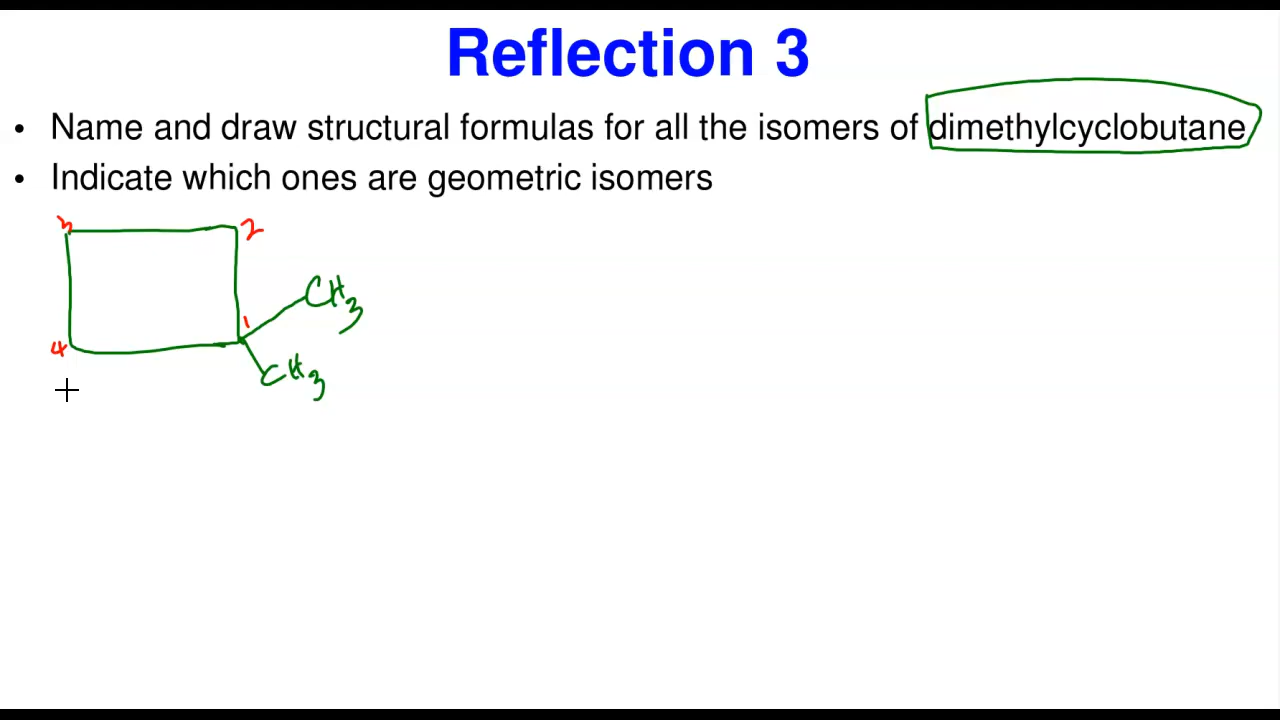 Reflection 3
• Name and draw structural formulas for all the isomers of dimethylcyclobutane
• Indicate which ones are geometric isomers
3 2
CH3
1
4
CH3